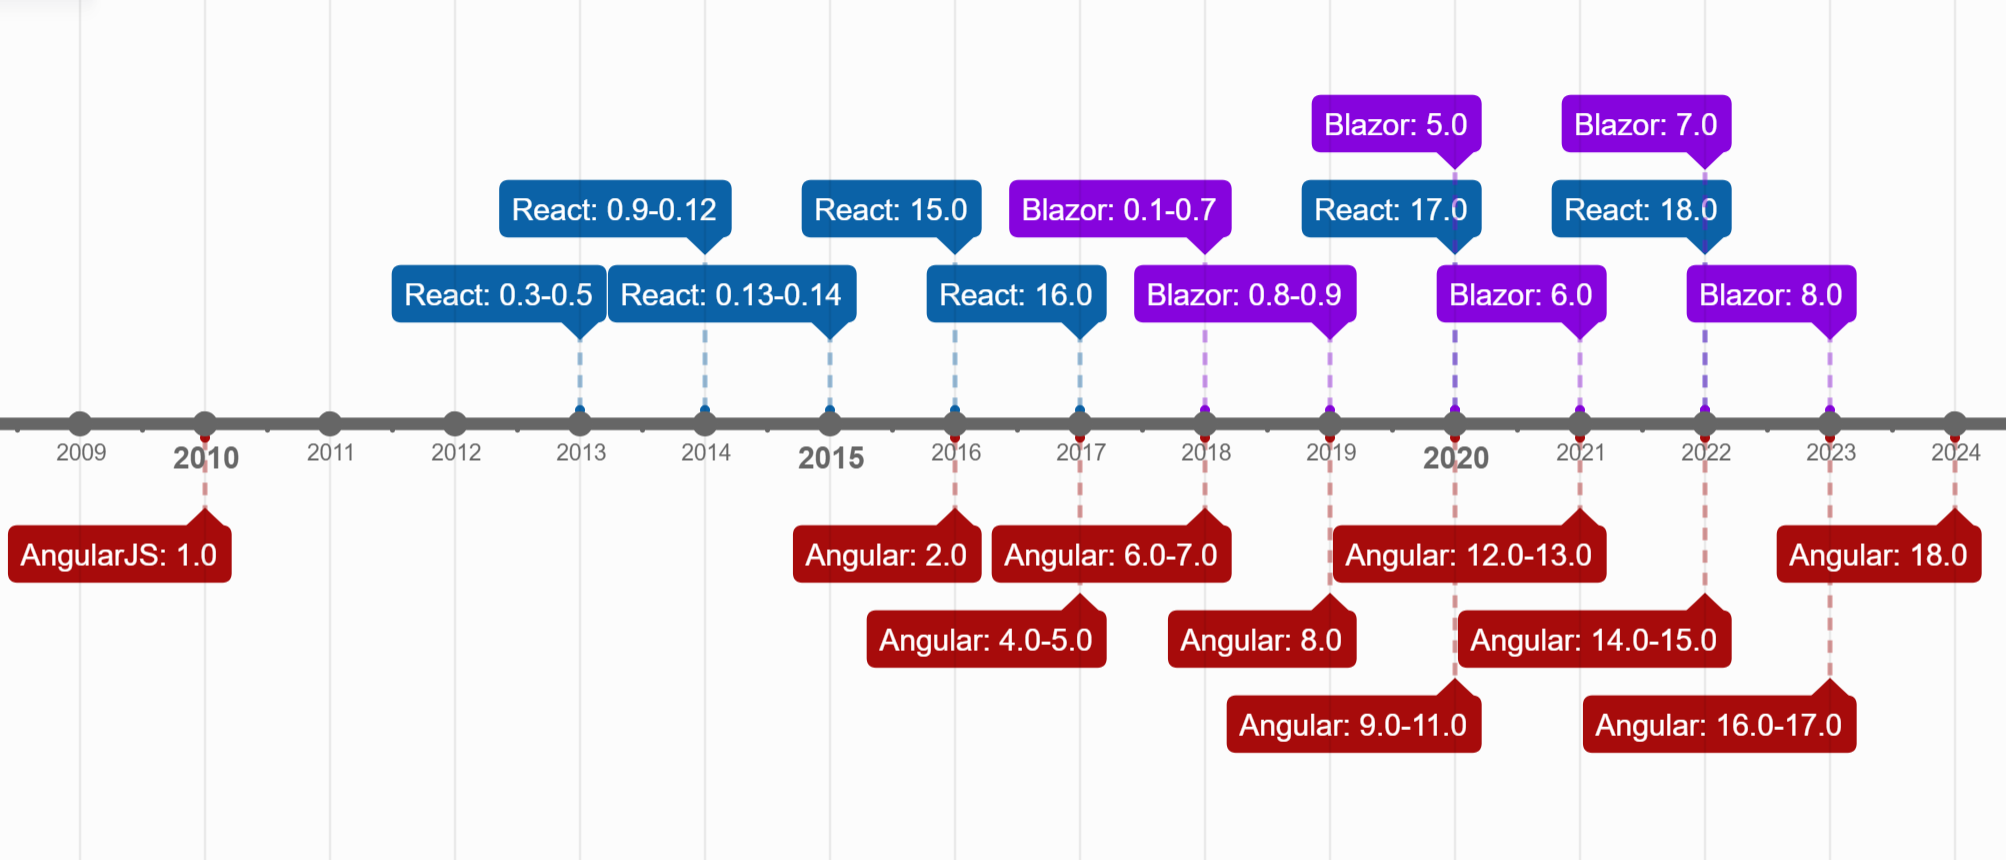 Blazor: 5.0
Blazor: 7.0
React: 0.9-0.12
React: 15.0
Blazor: 0.1-0.7
React: 17.0
React: 18.0
React: 0.3-0.5
React: 0.13-0.14
React: 16.0
Blazor: 0.8-0.9
Blazor: 6.0
Blazor: 8.0
2009
2010
2011
2012
2013
2014
2015
2016
2017
2018
2019
2020
2021
2022
2023
2024
AngularJS: 1.0
Angular: 2.0
Angular: 6.0-7.0
Angular: 12.0-13.0
Angular: 18.0
Angular: 4.0-5.0
Angular: 8.0
Angular: 14.0-15.0
Angular: 9.0-11.0
Angular: 16.0-17.0